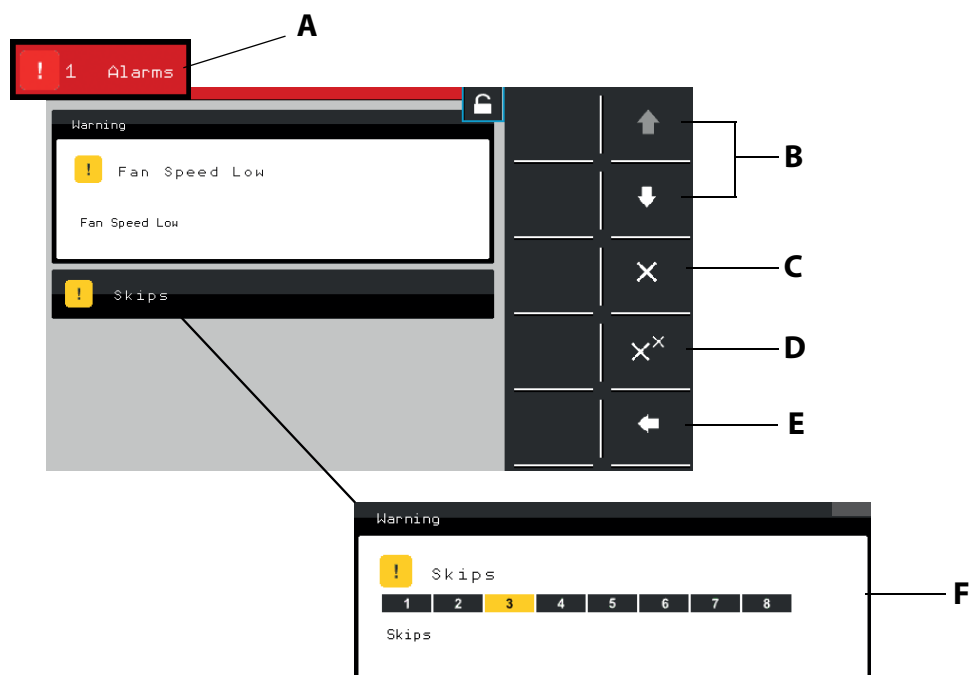 A
! 1 Alarms
Warning
! Fan Speed Low
Fan Speed Low
! Skips
B
C
D
E
Warning
! Skips
1 2 3 4 5 6 7 8
Skips
F